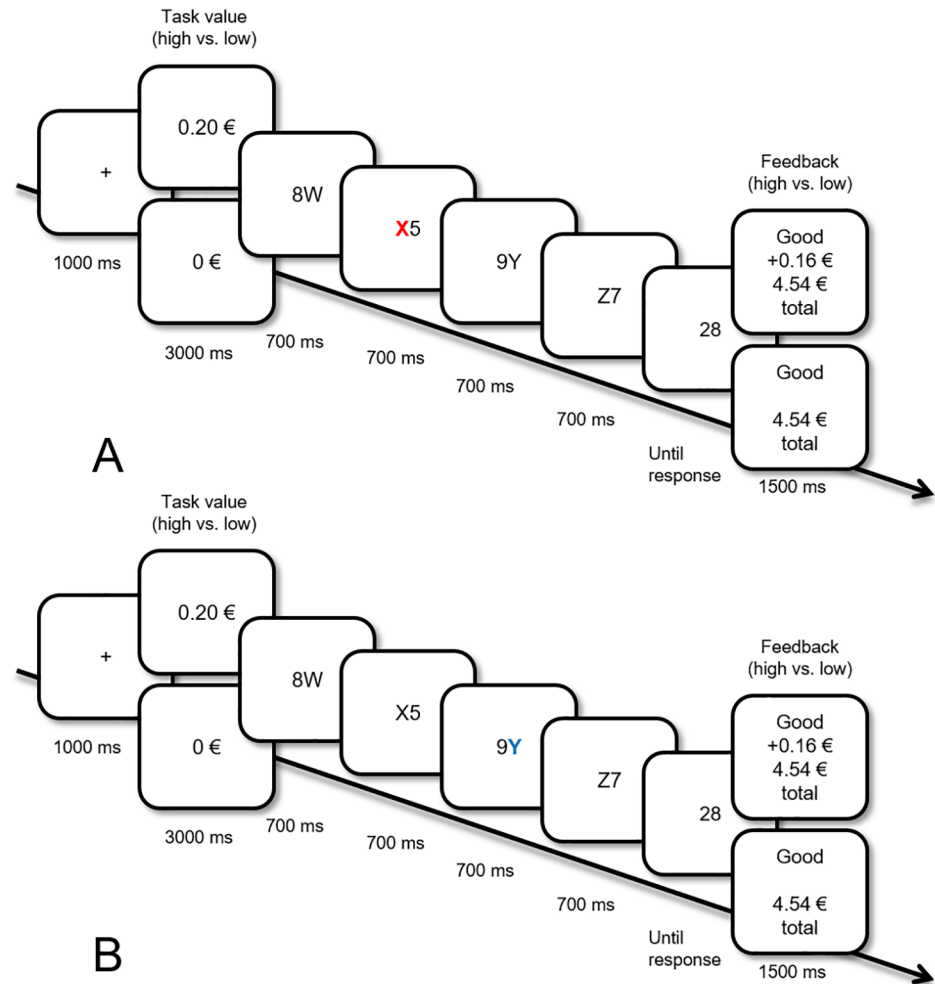 Task value
(high vs. low)
+
0.20 €
0 €
8W
X5
9Y
Z7
28
Feedback
(high vs. low)
Good
+0.16 €
4.54 €
total
Good
4.54 €
total
1000 ms
3000 ms
700 ms
700 ms
700 ms
700 ms
Until
response
1500 ms
A
Task value
(high vs. low)
+
0.20 €
0 €
8W
X5
9Y
Z7
28
Feedback
(high vs. low)
Good
+0.16 €
4.54 €
total
Good
4.54 €
total
1000 ms
3000 ms
700 ms
700 ms
700 ms
700 ms
Until
response
1500 ms
B